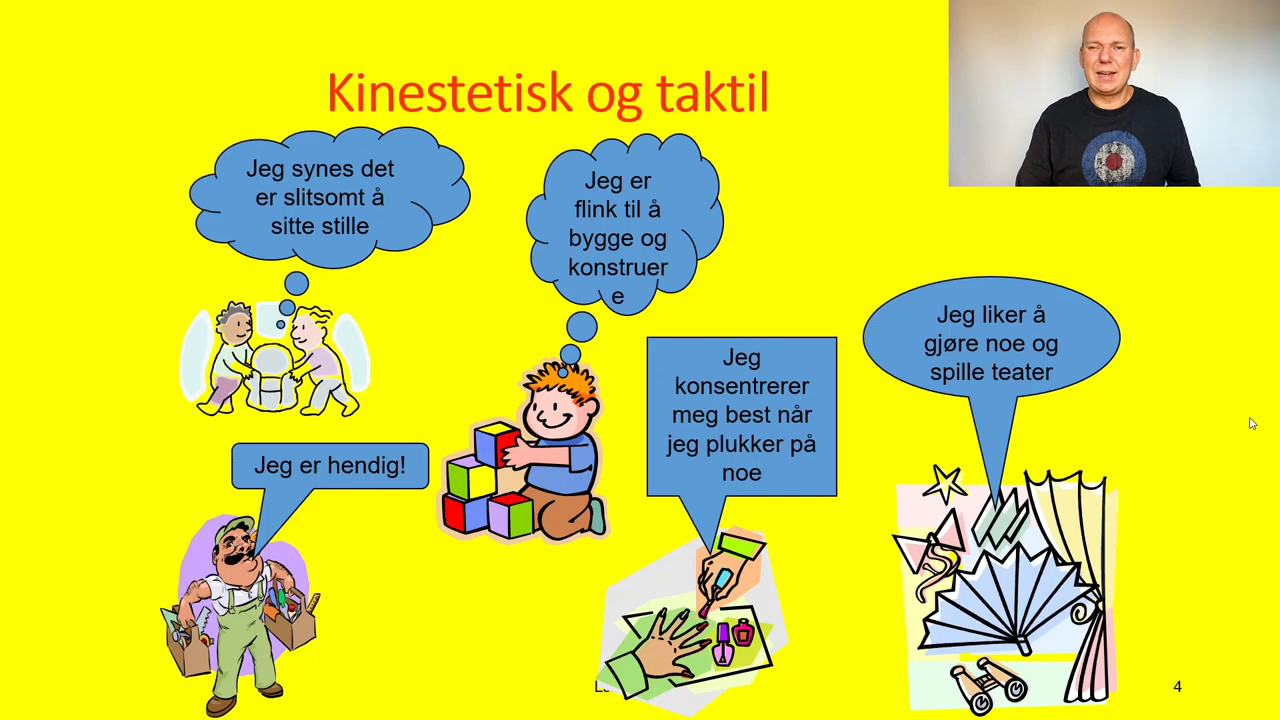 Kinestetisk og taktil
Jeg synes det
er slitsomt å
sitte stille
Jeg er
flink til å
bygge og
konstruer
e
Jeg liker å
gjøre noe og
spille teater
Jeg
konsentrerer
meg best når
jeg plukker på
noe
Jeg er hendig!
4